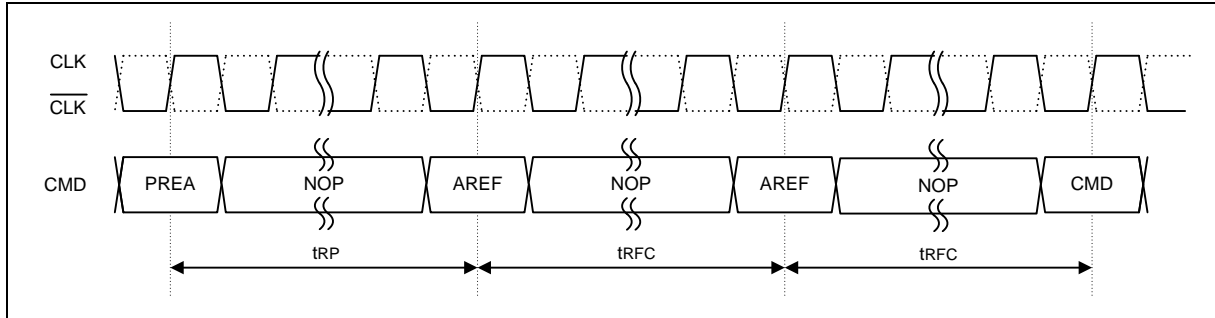 CLK
CLK
CMD PREA NOP AREF NOP AREF NOP CMD
tRP tRFC tRFC